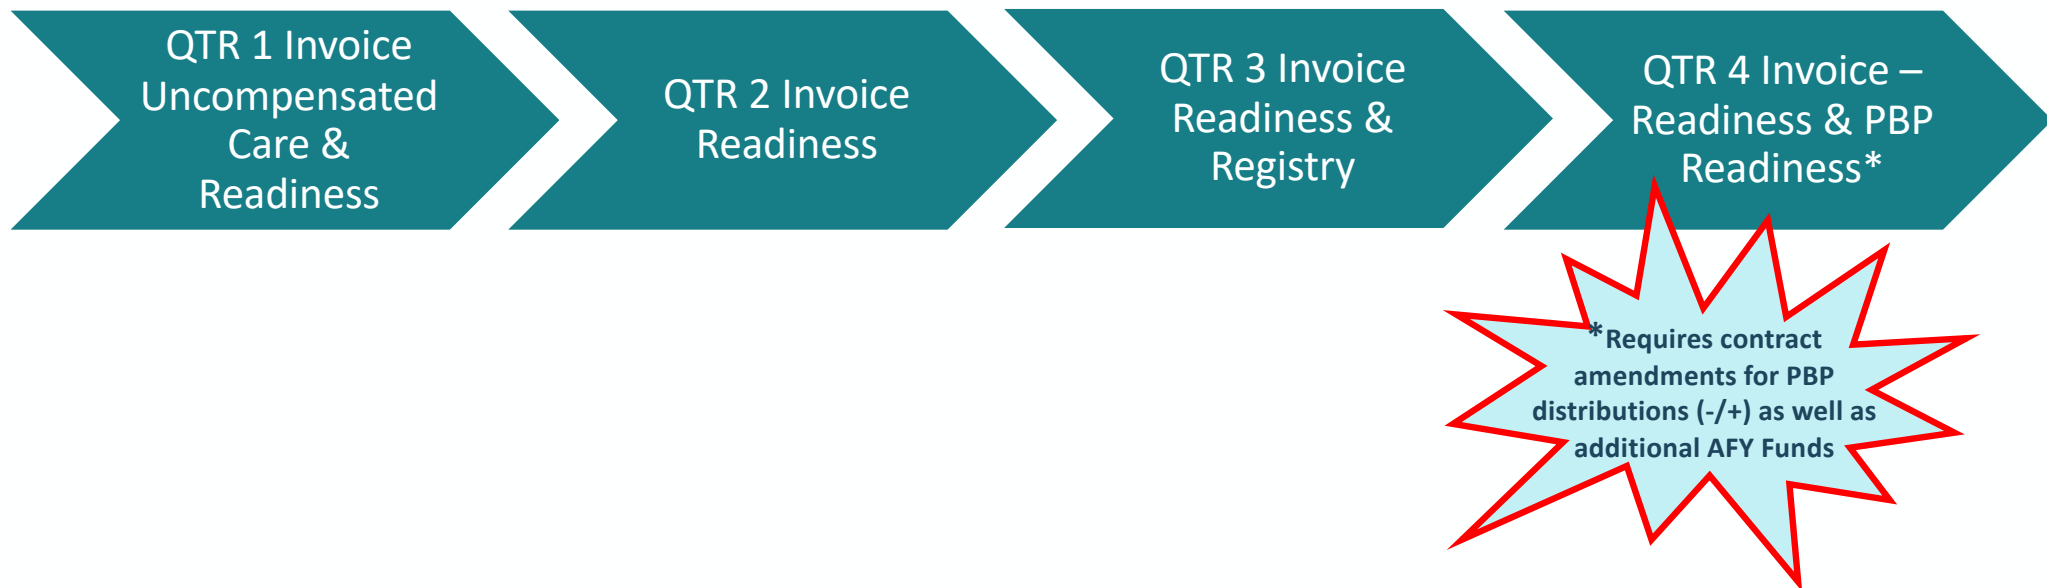 QTR 1 Invoice
Uncompensated
Care &
Readiness
QTR 2 Invoice
Readiness
QTR 3 Invoice
Readiness &
Registry
QTR 4 Invoice –
Readiness & PBP
Readiness*
*Requires contract
amendments for PBP
distributions (-/+) as well as
additional AFY Funds